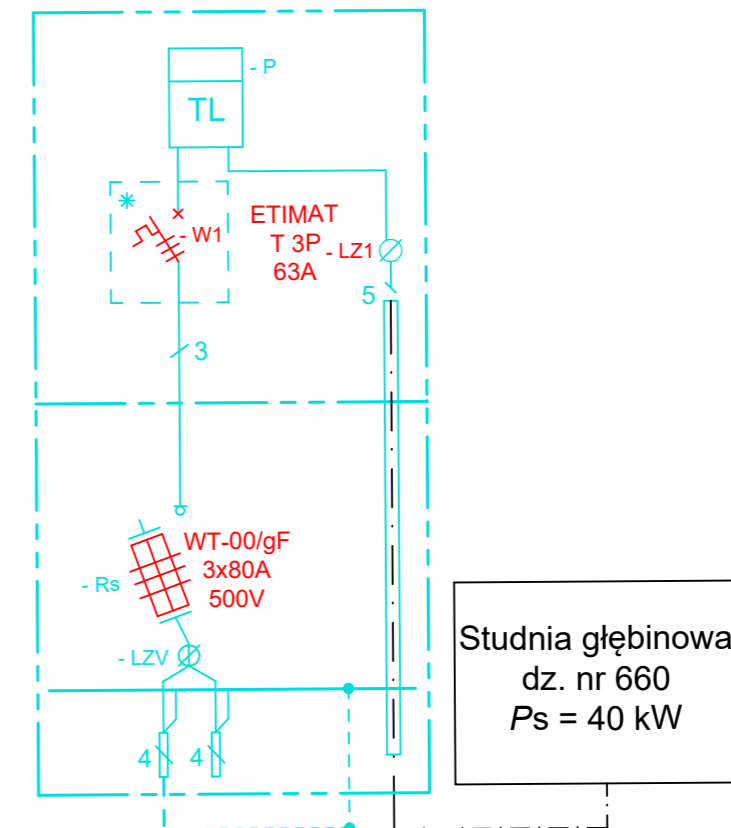 - P
TL
✳
- W1
ETIMAT
T 3P
63A
- LZ1
5
3
WT-00/gF
3x80A
500V
- Rs
- LZV
4
4
Studnia głębinowa
dz. nr 660
Ps = 40 kW